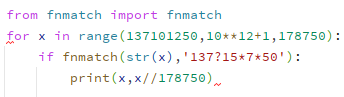 from fnmatch import fnmatch
for x in range(137101250,10**12+1,178750):
    if fnmatch(str(x),'137?15*7*50'):
        print(x,x//178750)